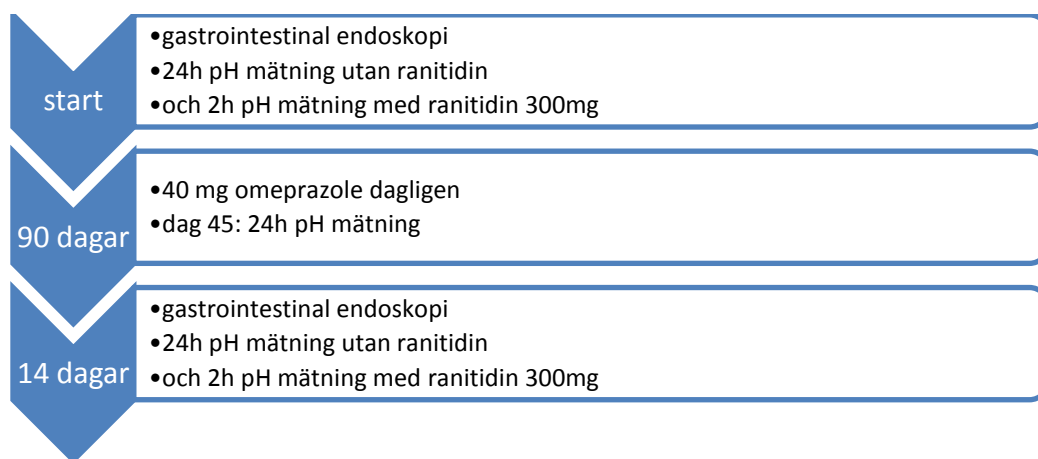 start
•gastrointestinal endoskopi
•24h pH mätning utan ranitidin
•och 2h pH mätning med ranitidin 300mg
90 dagar
•40 mg omeprazole dagligen
•dag 45: 24h pH mätning
14 dagar
•gastrointestinal endoskopi
•24h pH mätning utan ranitidin
•och 2h pH mätning med ranitidin 300mg